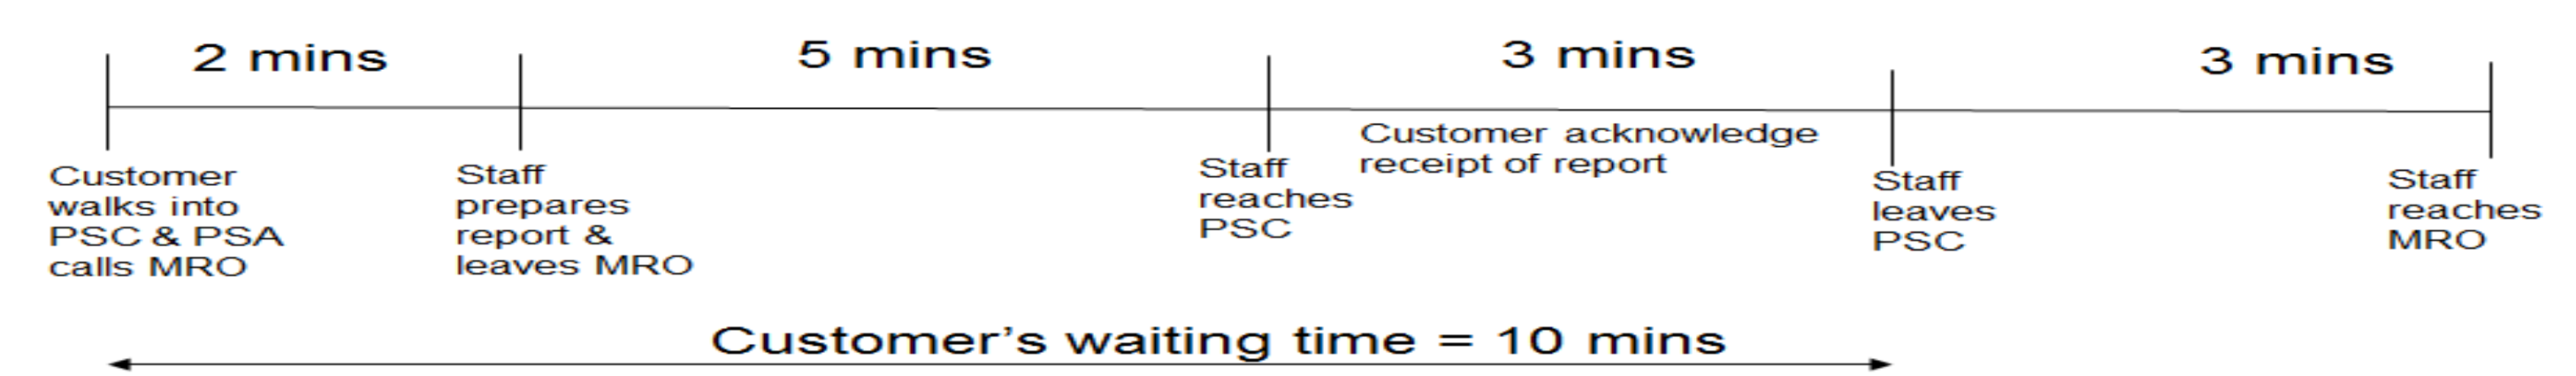 2 mins
5 mins
3 mins
3 mins
Customer
walks into
PSC & PSA
calls MRO
Staff
prepares
report &
leaves MRO
Staff
reaches
PSC
Customer acknowledge
receipt of report
Staff
leaves
PSC
Staff
reaches
MRO
Customer’s waiting time = 10 mins